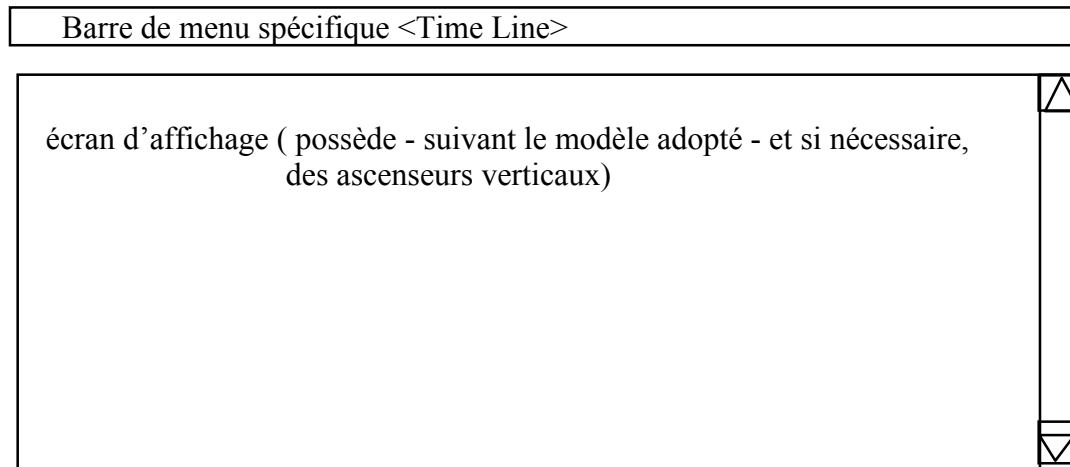 Barre de menu spécifique <Time Line>
écran d’affichage ( possède - suivant le modèle adopté - et si nécessaire,
des ascenseurs verticaux)